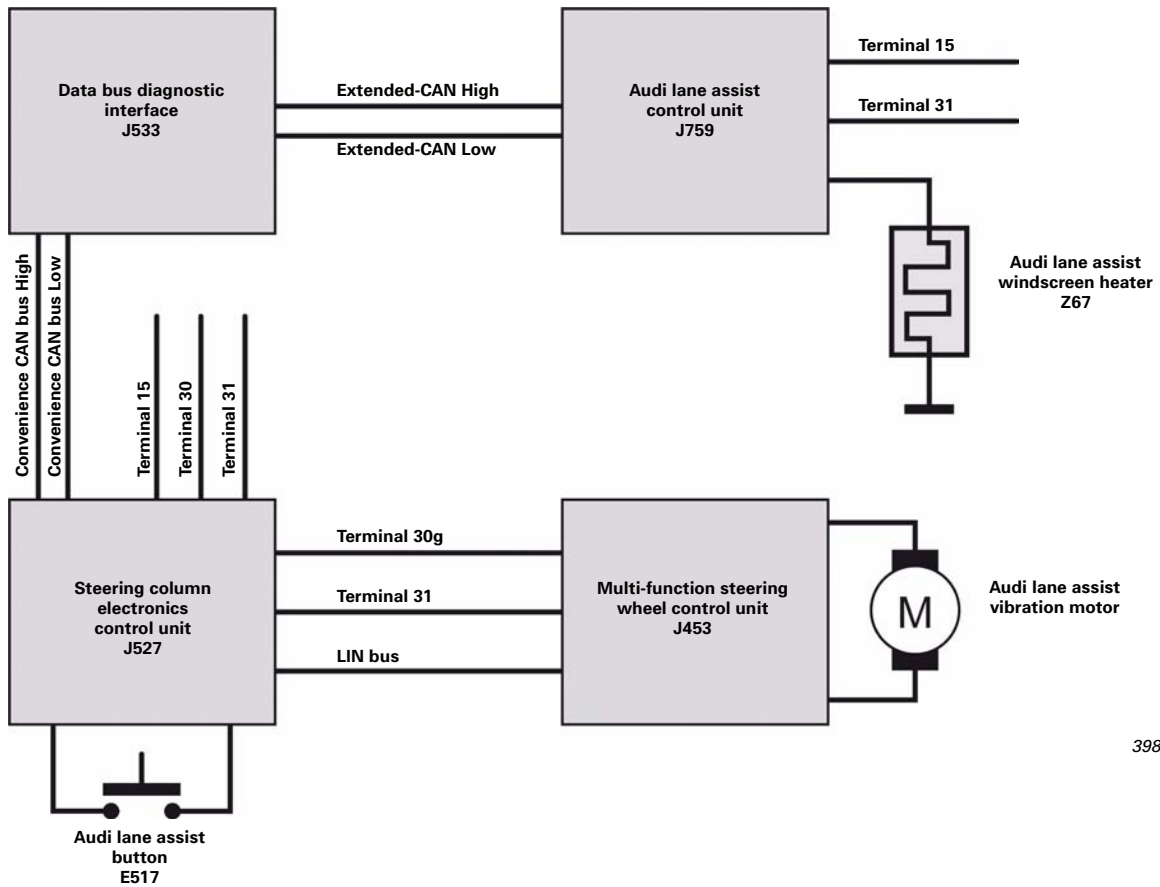 Data bus diagnostic
interface
J533
Extended-CAN High
Extended-CAN Low
Audi lane assist
control unit
J759
Terminal 15
Terminal 31
Audi lane assist
windscreen heater
Z67
Convenience CAN bus High
Convenience CAN bus Low
Terminal 15
Terminal 30
Terminal 31
Steering column
electronics
control unit
J527
Terminal 30g
Terminal 31
LIN bus
Multi-function steering
wheel control unit
J453
M
Audi lane assist
vibration motor
398
Audi lane assist
button
E517